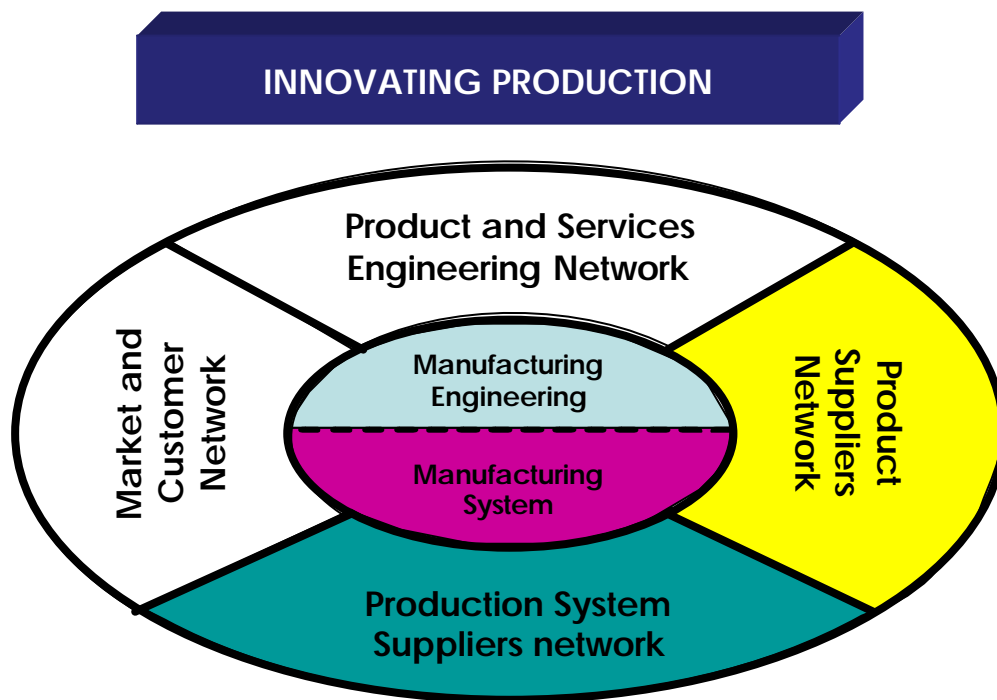 INNOVATING PRODUCTION
Product and Services
Engineering Network
Market and
Customer
Network
Manufacturing
Engineering
Product
Suppliers
Network
Manufacturing
System
Production System
Suppliers network